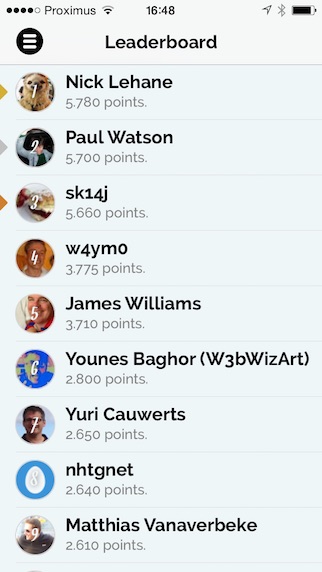 Proximus 16:48
Leaderboard
1
Nick Lehane
5.780 points.
2
Paul Watson
5.700 points.
3
sk14j
5.660 points.
4
w4ym0
3.775 points.
5
James Williams
3.710 points.
6
Younes Baghor (W3bWizArt)
2.800 points.
7
Yuri Cauwerts
2.650 points.
8
nhtgnet
2.640 points.
9
Matthias Vanaverbeke
2.610 points.